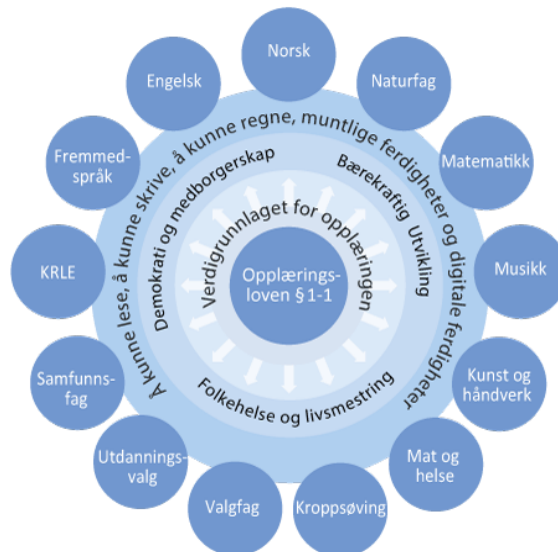 Norsk
Naturfag
Matematikk
Musikk
Kunst og
håndverk
Mat og
helse
Kroppsøving
Valgfag
Utdannings-
valg
Samfunns-
fag
KRLE
Fremmed-
språk
Engelsk
Å kunne lese, å kunne skrive, å kunne regne, muntlige ferdigheter og digitale ferdigheter
Demokrati og medborgerskap
Bærekraftig Utvikling
Folkehelse og livsmestring
Verdigrunnlaget for opplæringen
Opplærings-
loven § 1-1